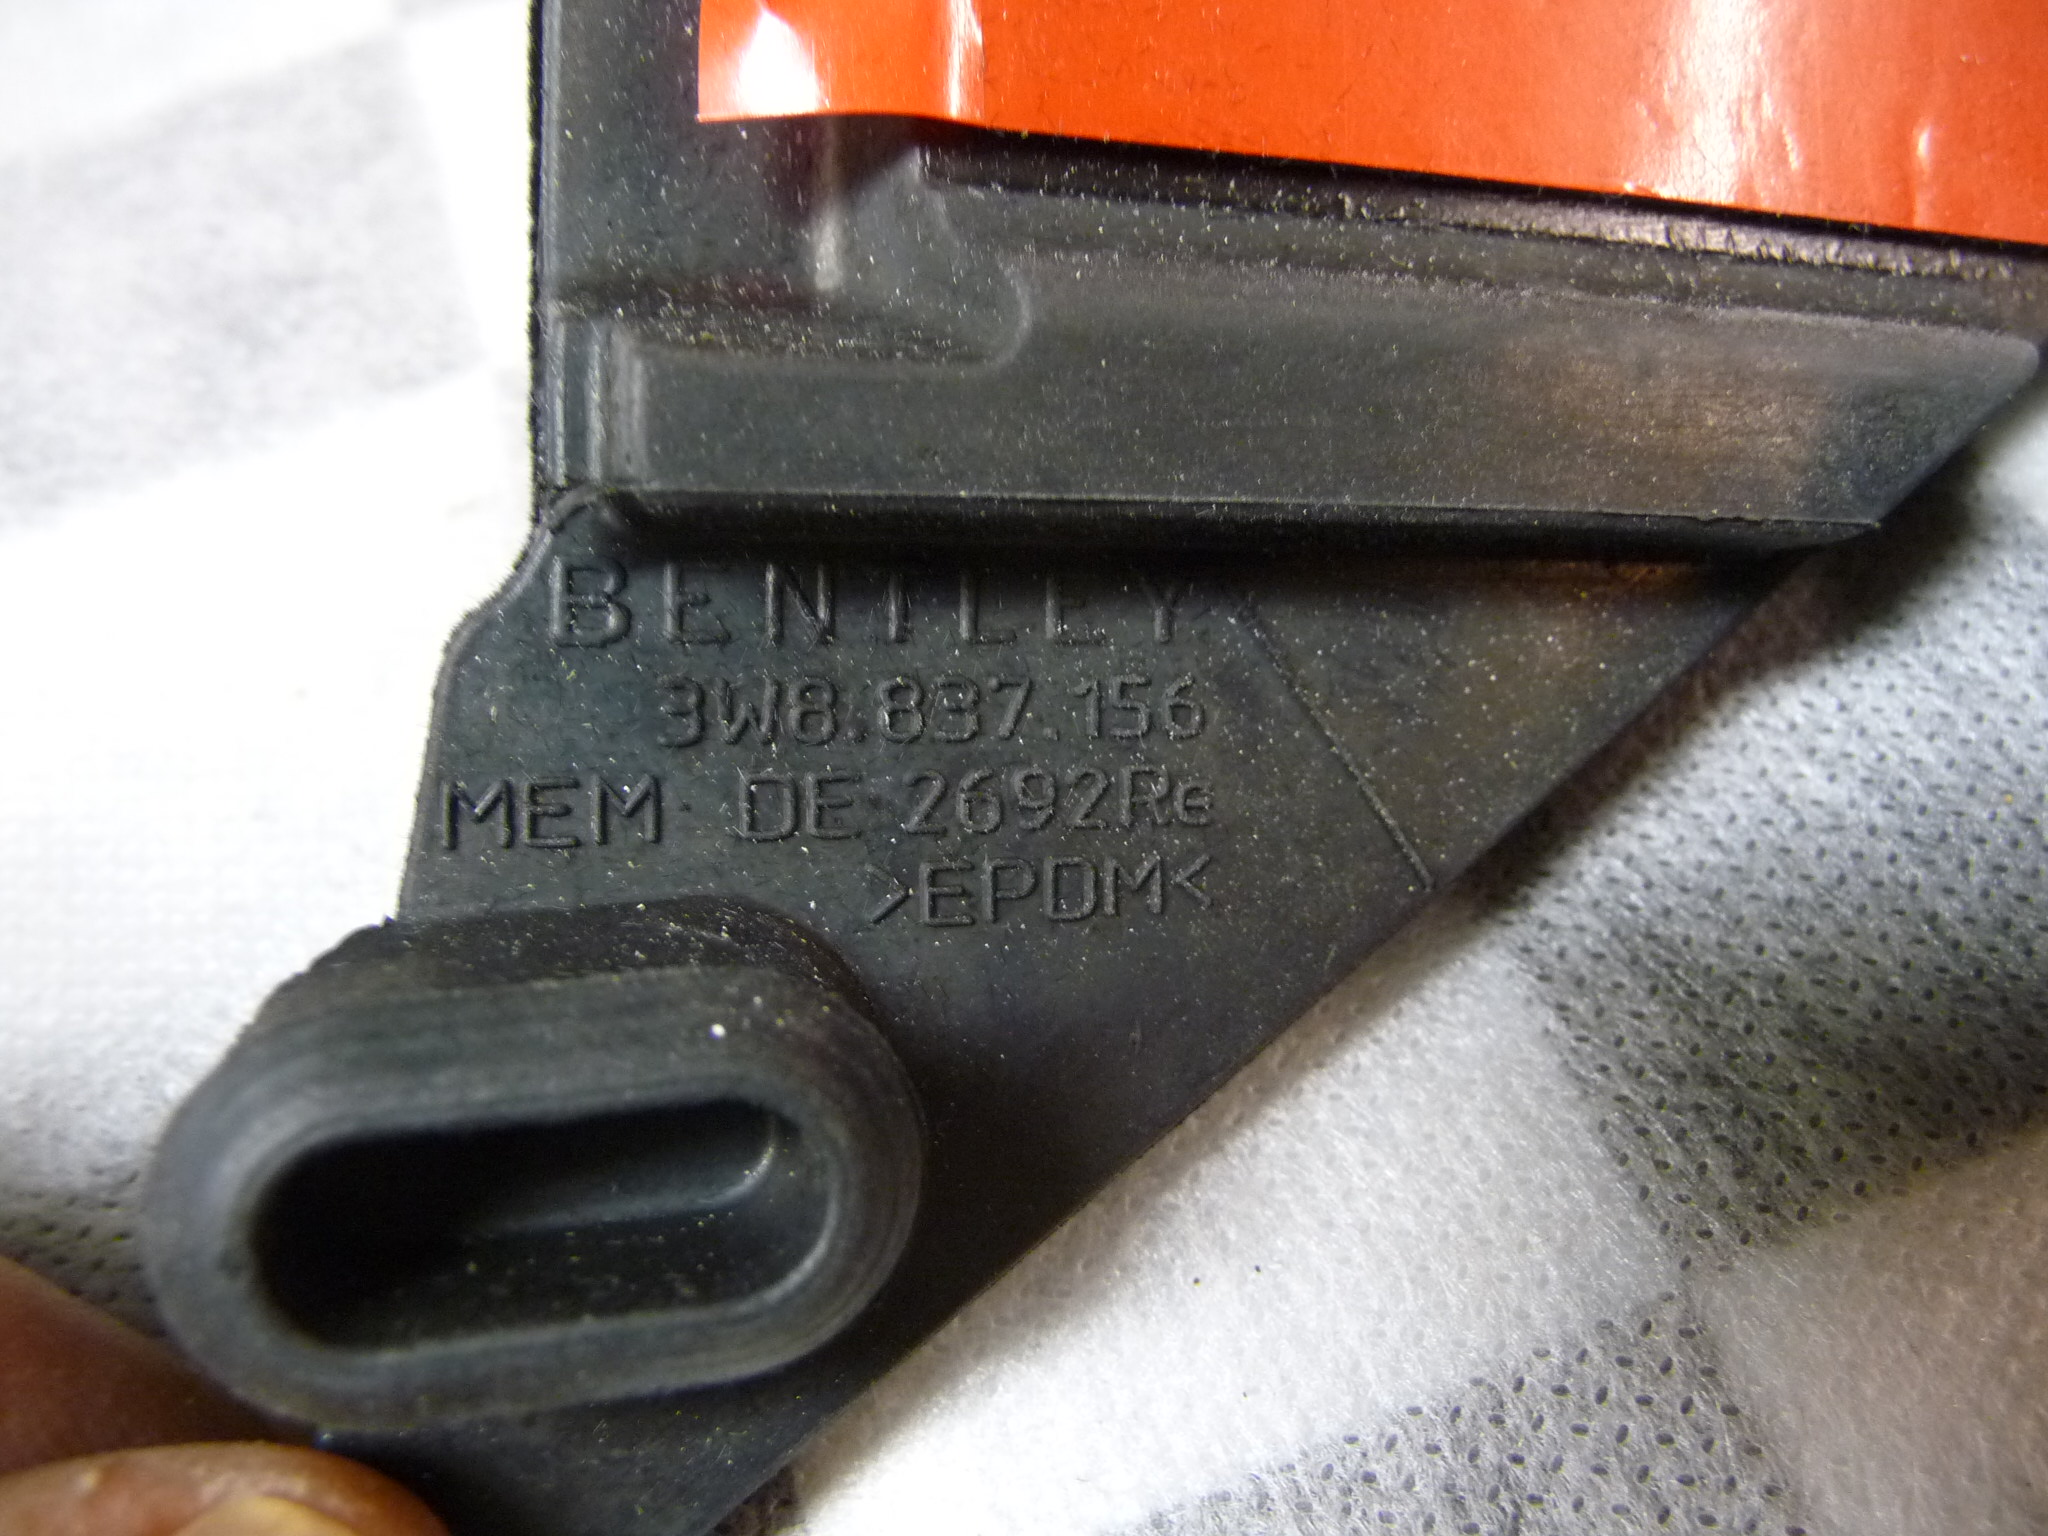 BENTLEY
3W8.837.156
MEM DE 2692Re
>EPDM<